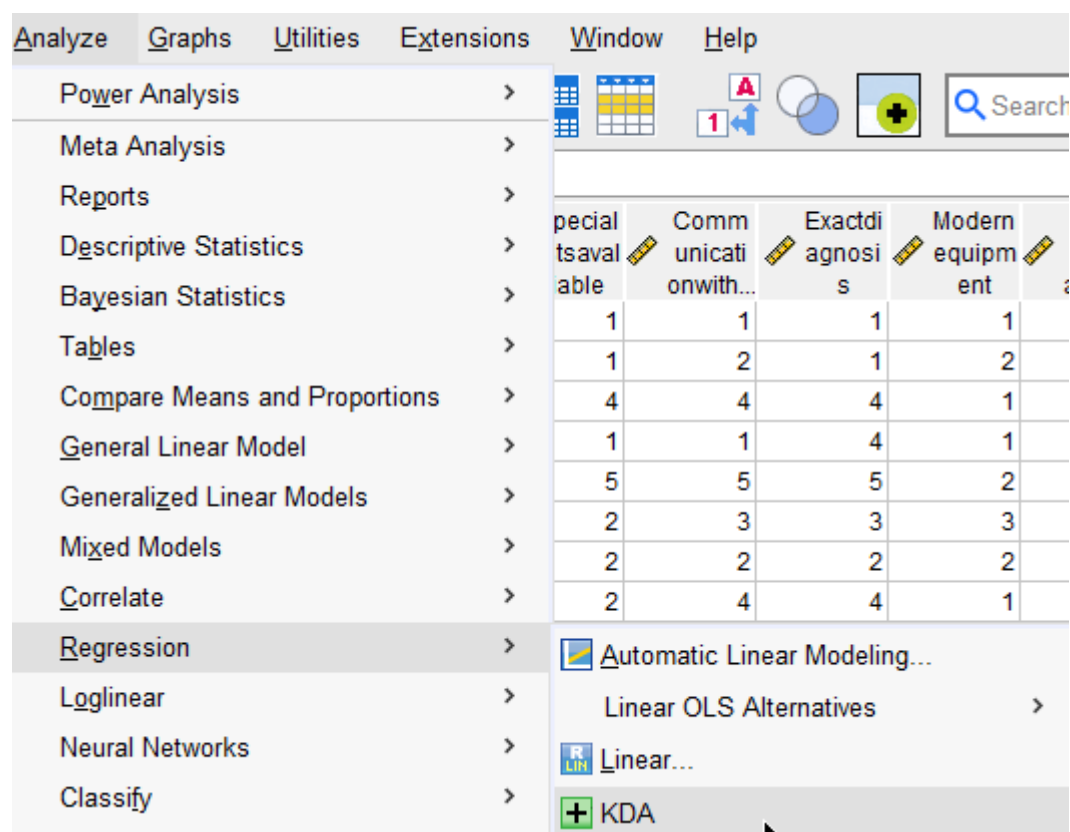 Analyze Graphs Utilities Extensions Window Help
Power Analysis
Meta Analysis
Reports
Descriptive Statistics
Bayesian Statistics
Tables
Compare Means and Proportions
General Linear Model
Generalized Linear Models
Mixed Models
Correlate
Regression
Loglinear
Neural Networks
Classify
A
1
Search
pecial Comm Exactdi Modern
tsaval unicati agnosi equipm
able onwith... s ent
1 1 1 1
1 2 1 2
4 4 4 1
1 1 4 1
5 5 5 2
2 3 3 3
2 2 2 2
2 4 4 1
Automatic Linear Modeling...
Linear OLS Alternatives
R
LIN Linear...
KDA